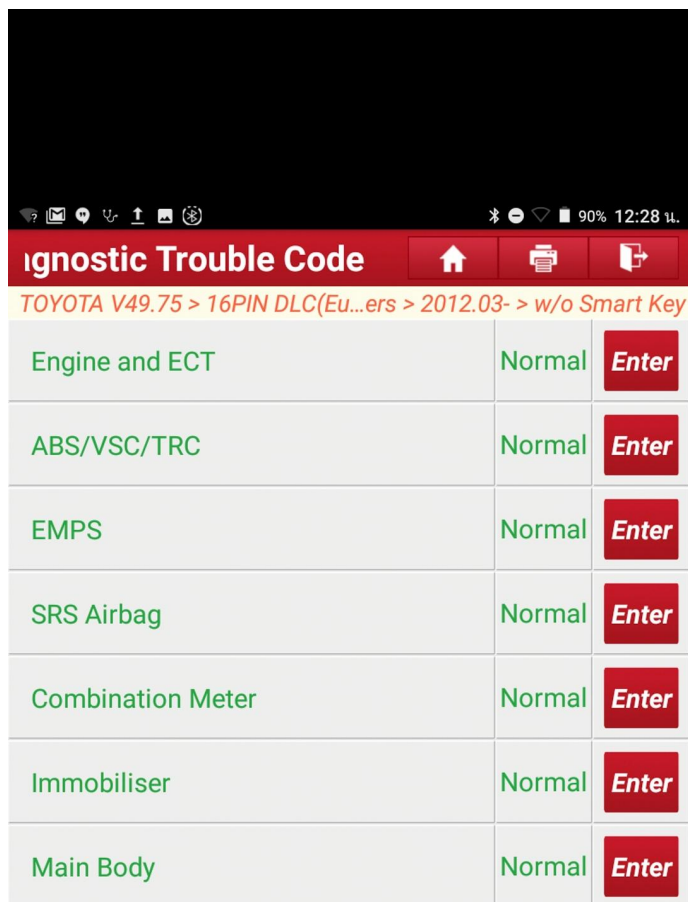 90% 12:28 น.
agnostic Trouble Code
TOYOTA V49.75 > 16PIN DLC(Eu...ers > 2012.03- > w/o Smart Key
Engine and ECT Normal Enter
ABS/VSC/TRC Normal Enter
EMPS Normal Enter
SRS Airbag Normal Enter
Combination Meter Normal Enter
Immobiliser Normal Enter
Main Body Normal Enter